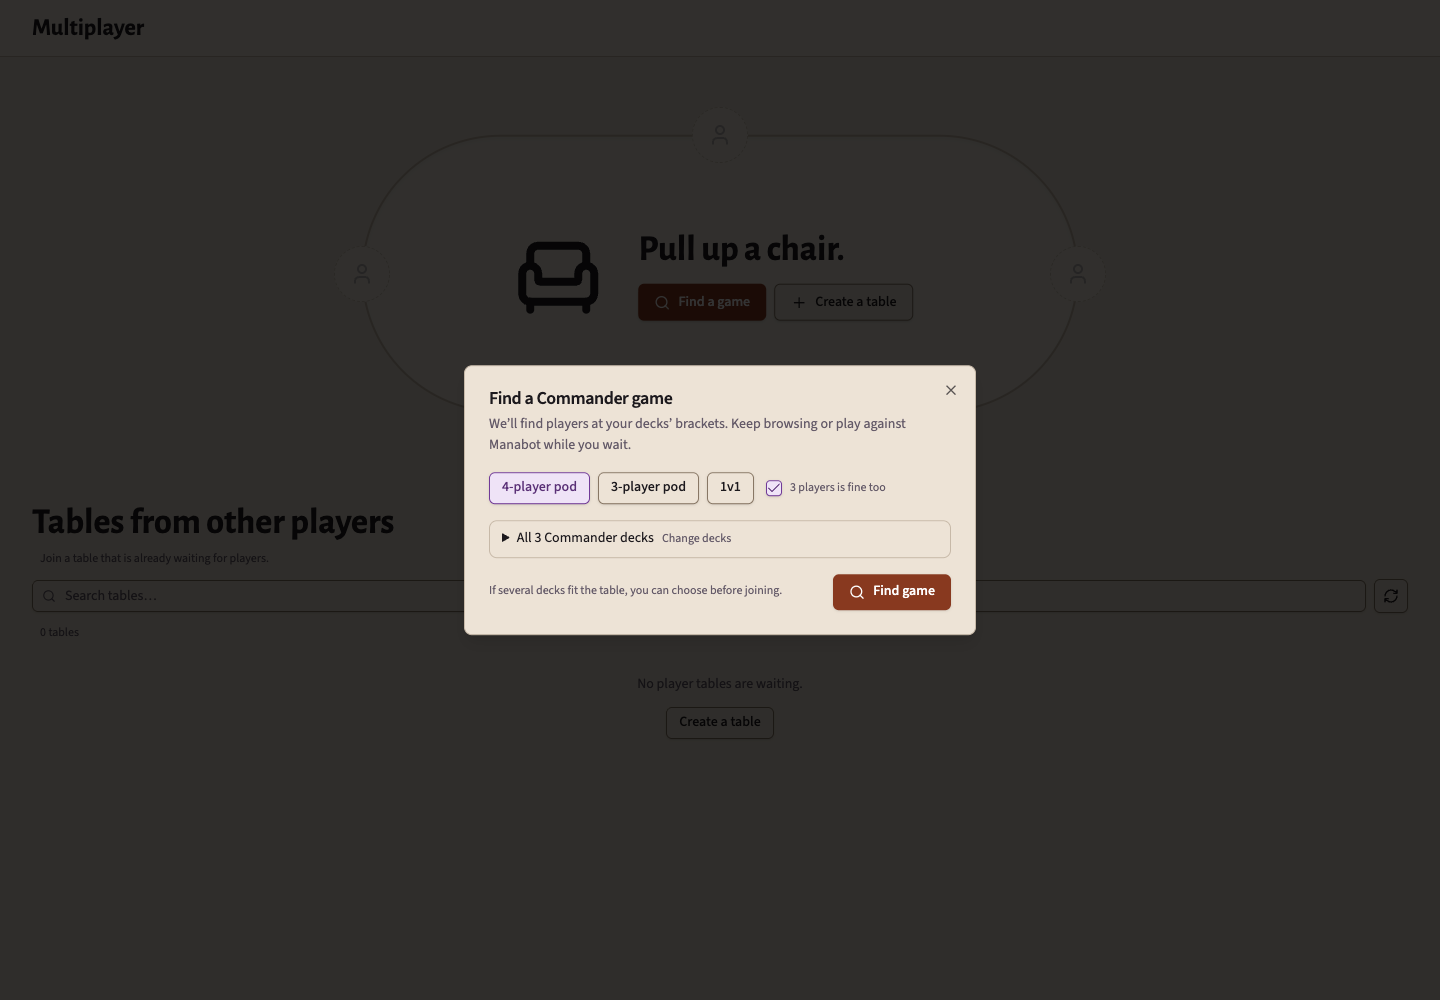 Multiplayer
Pull up a chair.
Find a game
Create a table
Find a Commander game
We’ll find players at your decks’ brackets. Keep browsing or play against
Manabot while you wait.
4-player pod
3-player pod
1v1
3 players is fine too
All 3 Commander decks Change decks
If several decks fit the table, you can choose before joining.
Find game
Tables from other players
Join a table that is already waiting for players.
Search tables…
0 tables
No player tables are waiting.
Create a table